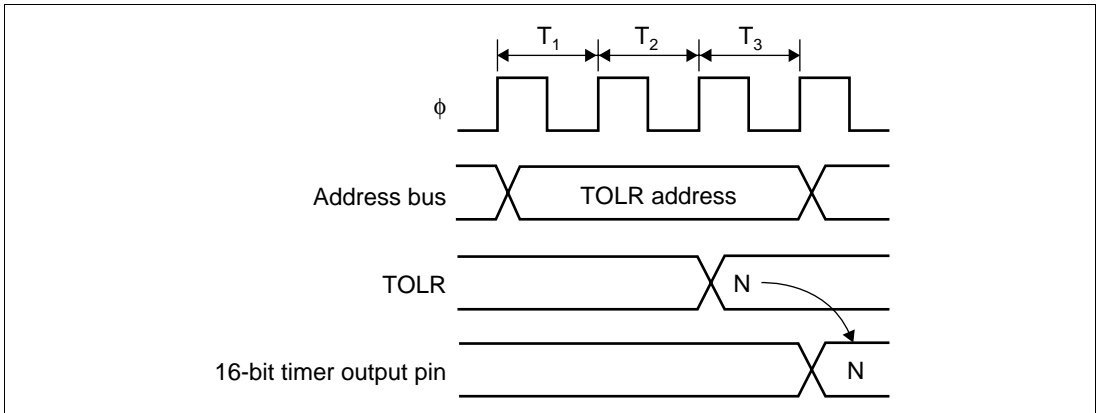 T₁ T₂ T₃
ϕ
Address bus TOLR address
TOLR N
16-bit timer output pin N